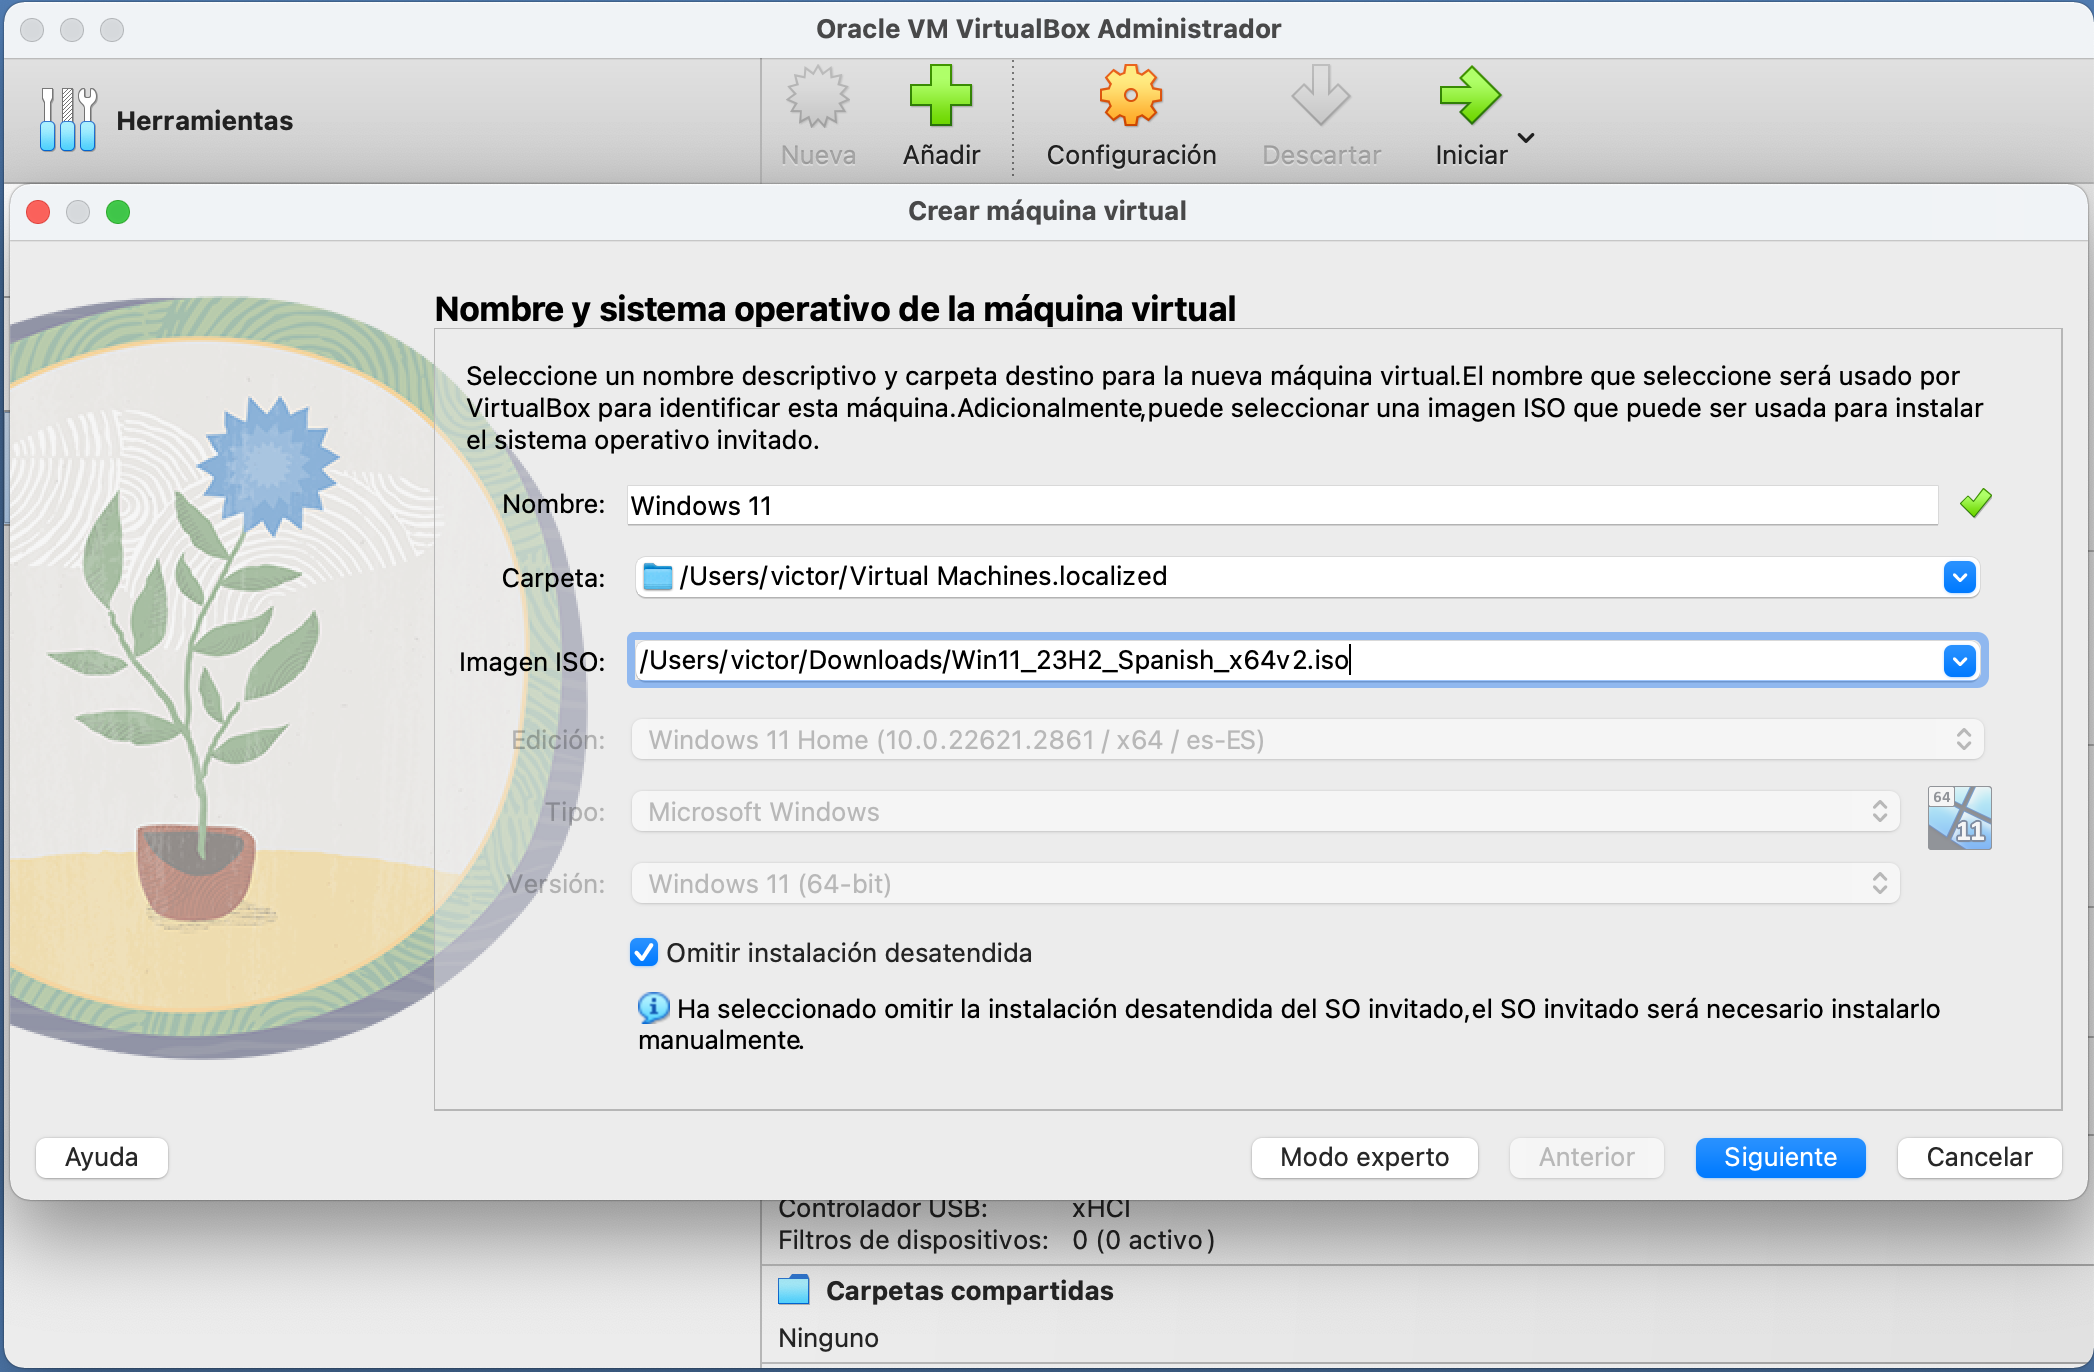 Oracle VM VirtualBox Administrador
Herramientas
Nueva
Añadir
Configuración
Descartar
Iniciar
Crear máquina virtual
Nombre y sistema operativo de la máquina virtual
Seleccione un nombre descriptivo y carpeta destino para la nueva máquina virtual.El nombre que seleccione será usado por
VirtualBox para identificar esta máquina.Adicionalmente,puede seleccionar una imagen ISO que puede ser usada para instalar
el sistema operativo invitado.
Nombre: Windows 11
Carpeta: /Users/victor/Virtual Machines.localized
Imagen ISO: /Users/victor/Downloads/Win11_23H2_Spanish_x64v2.iso
Edición: Windows 11 Home (10.0.22621.2861 / x64 / es-ES)
Tipo: Microsoft Windows
64
11
Versión: Windows 11 (64-bit)
Omitir instalación desatendida
Ha seleccionado omitir la instalación desatendida del SO invitado,el SO invitado será necesario instalarlo
manualmente.
Ayuda
Modo experto
Anterior
Siguiente
Cancelar
Controlador USB: xHCI
Filtros de dispositivos: 0 (0 activo)
Carpetas compartidas
Ninguno